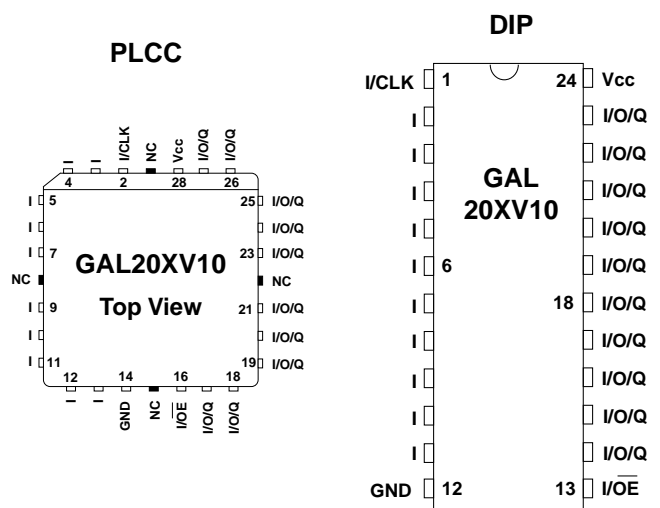 PLCC
I
I
I/CLK
NC
Vcc
I/O/Q
I/O/Q
4
2
28
26
I 5 25 I/O/Q
I I/O/Q
I 7 23 I/O/Q
NC GAL20XV10 NC
I 9 Top View 21 I/O/Q
I I/O/Q
I 11 19 I/O/Q
12
14
16
18
I
I
GND
NC
I/OE
I/O/Q
I/O/Q
DIP
I/CLK 1 24 Vcc
I I/O/Q
I I/O/Q
I GAL I/O/Q
I 20XV10 I/O/Q
I 6 I/O/Q
I 18 I/O/Q
I I/O/Q
I I/O/Q
I I/O/Q
I I/O/Q
GND 12 13 I/OE